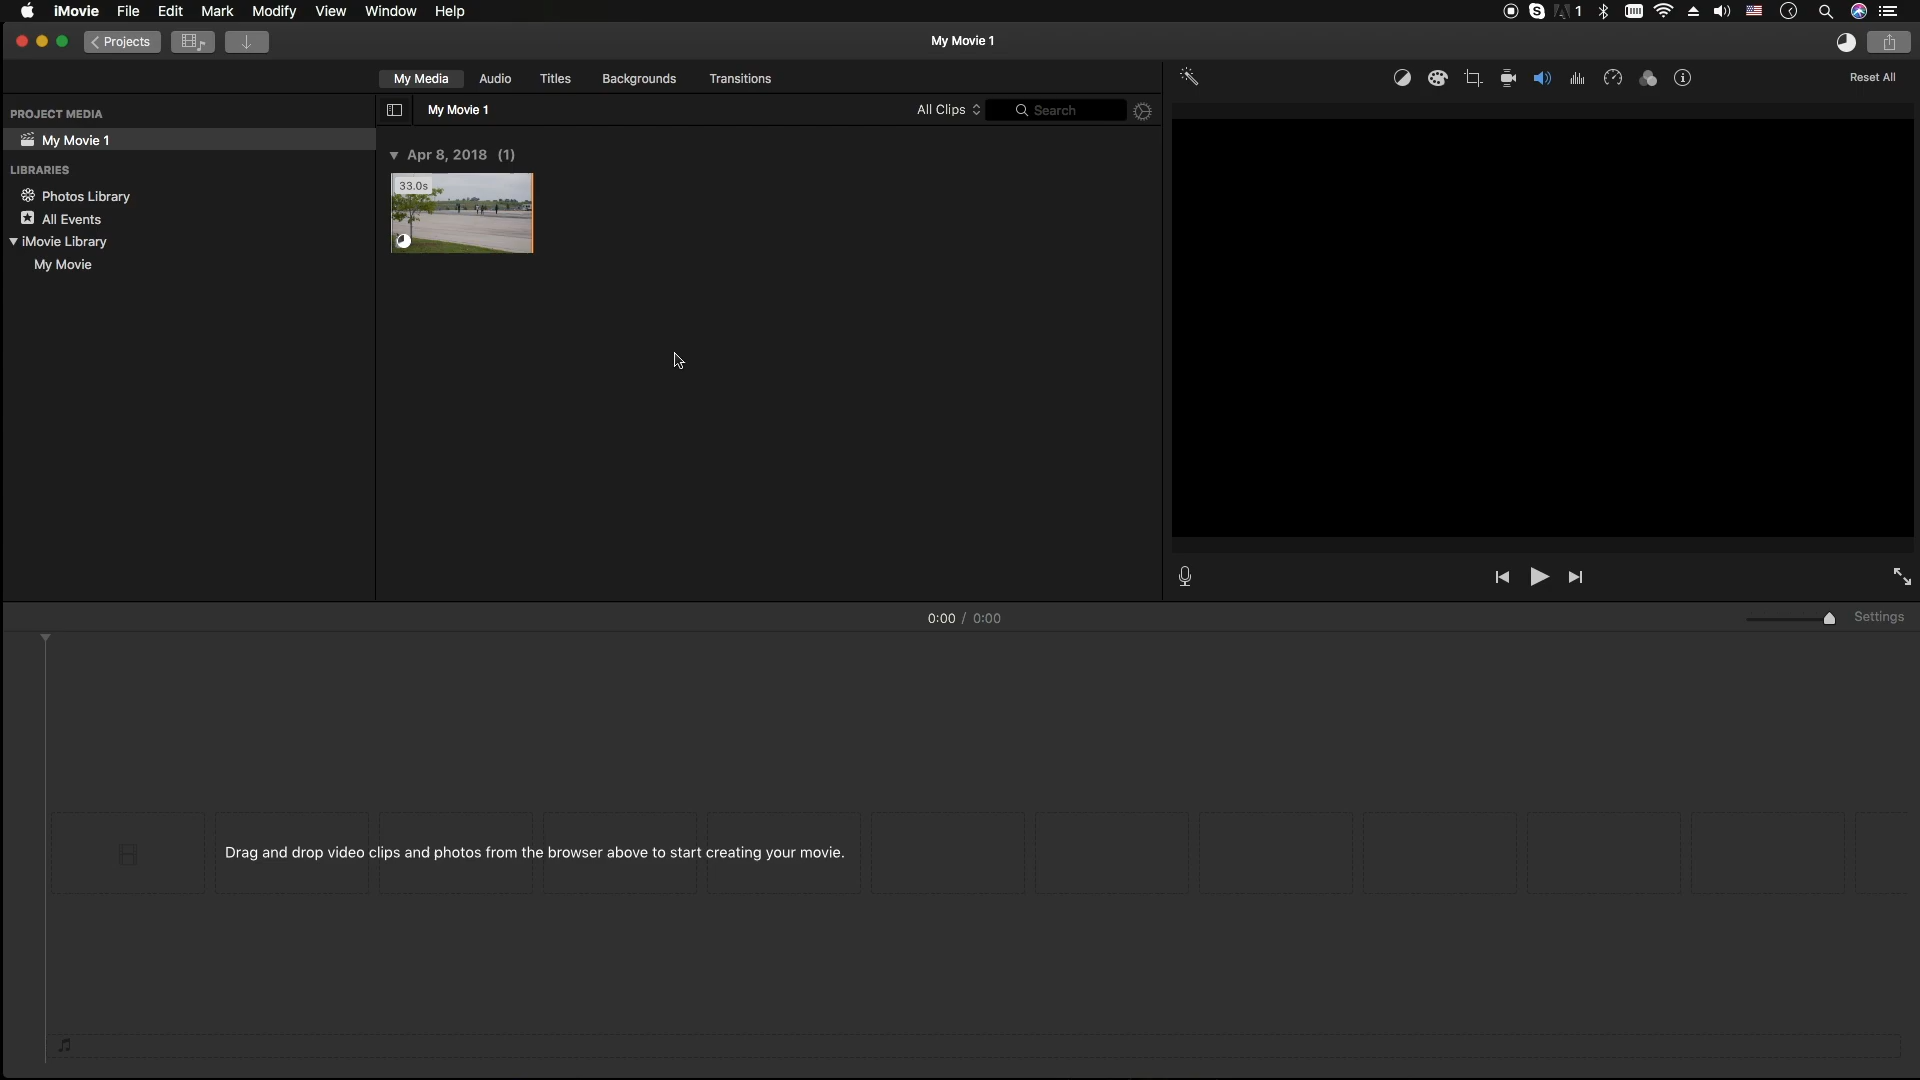 iMovie File Edit Mark Modify View Window Help 1
Projects My Movie 1
My Media Audio Titles Backgrounds Transitions Reset All
PROJECT MEDIA
My Movie 1
LIBRARIES
Photos Library
All Events
iMovie Library
My Movie
My Movie 1 All Clips Search
Apr 8, 2018 (1)
33.0s
0:00 / 0:00 Settings
Drag and drop video clips and photos from the browser above to start creating your movie.